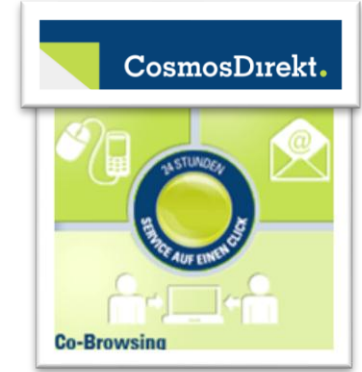 CosmosDirekt.
@
24 STUNDEN
SERVICE AUF EINEN CLICK
Co-Browsing